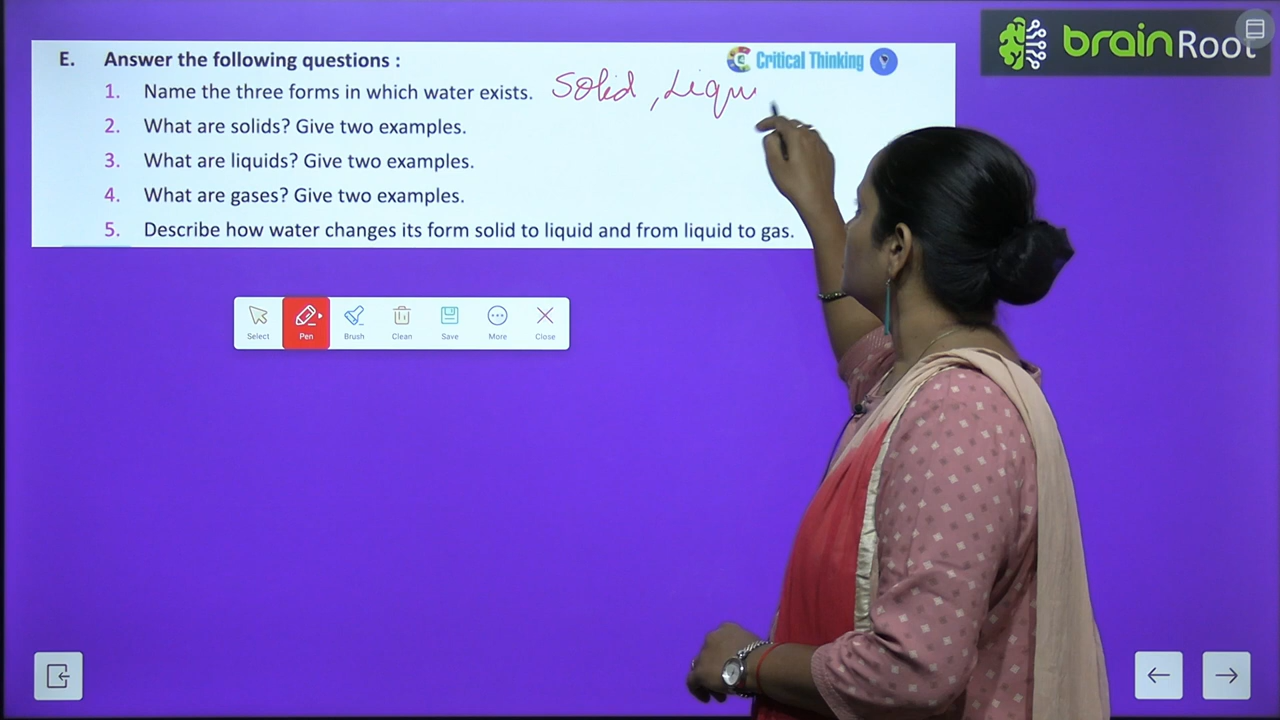 brainRoot
E. Answer the following questions :
Critical Thinking
1. Name the three forms in which water exists. Solid, Liqui
2. What are solids? Give two examples.
3. What are liquids? Give two examples.
4. What are gases? Give two examples.
5. Describe how water changes its form solid to liquid and from liquid to gas.
Select Pen Brush Clean Save More Close